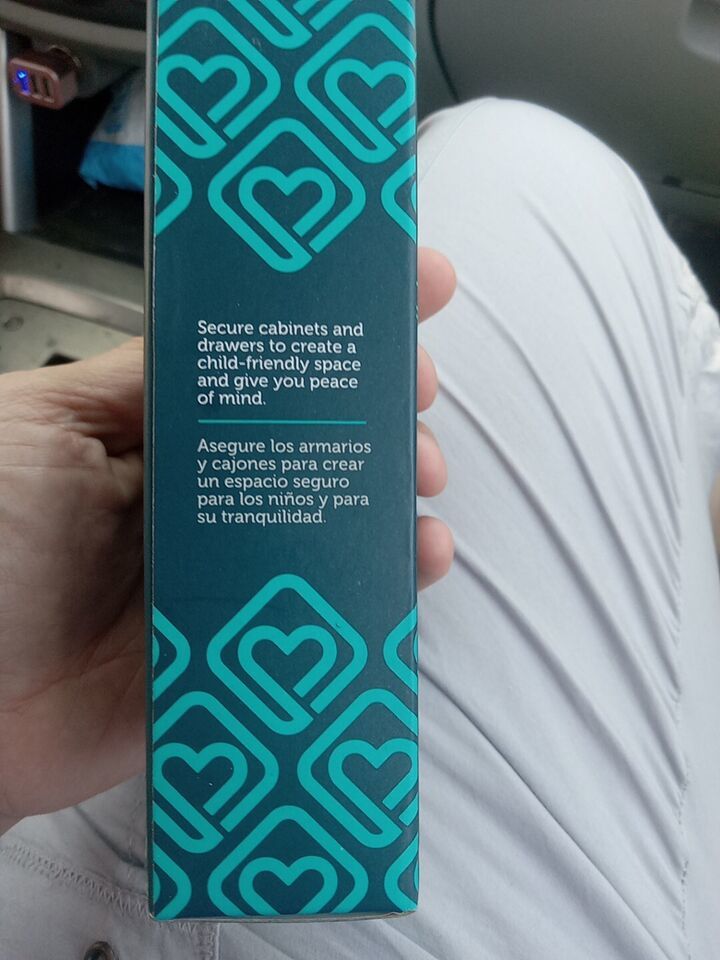 Secure cabinets and
drawers to create a
child-friendly space
and give you peace
of mind.
Asegure los armarios
y cajones para crear
un espacio seguro
para los niños y para
su tranquilidad.